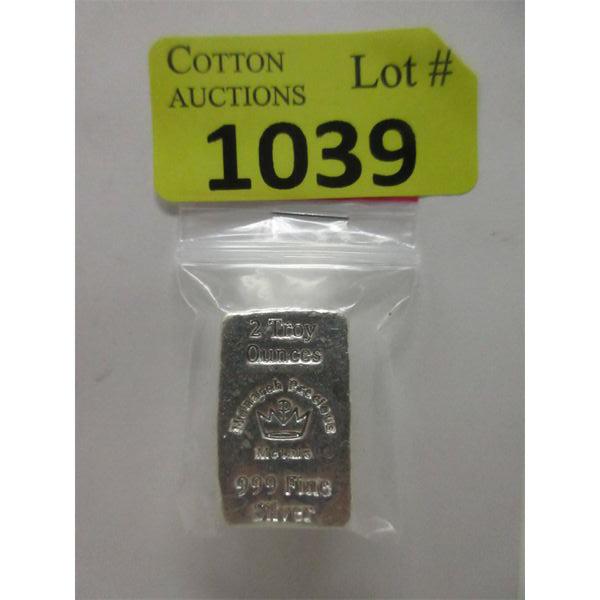 COTTON AUCTIONS Lot #
1039
2 Troy
Ounces
Monarch Precious
Metals
999 Fine
Silver